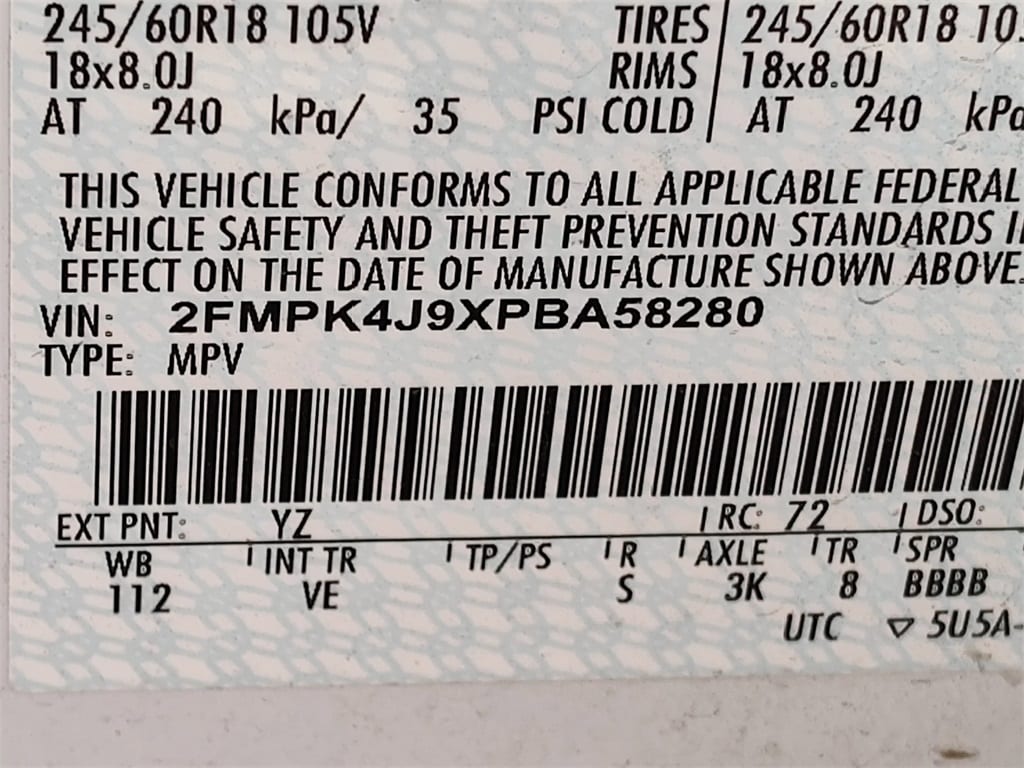 245/60R18 105V TIRES 245/60R18 10
18x8.0J RIMS 18x8.0J
AT 240 kPa/ 35 PSI COLD AT 240 kPa
THIS VEHICLE CONFORMS TO ALL APPLICABLE FEDERAL
VEHICLE SAFETY AND THEFT PREVENTION STANDARDS I
EFFECT ON THE DATE OF MANUFACTURE SHOWN ABOVE.
VIN: 2FMPK4J9XPBA58280
TYPE: MPV
EXT PNT: YZ RC: 72 DSO:
WB INT TR TP/PS R AXLE TR SPR
112 VE S 3K 8 BBBB
UTC ▽ 5U5A-